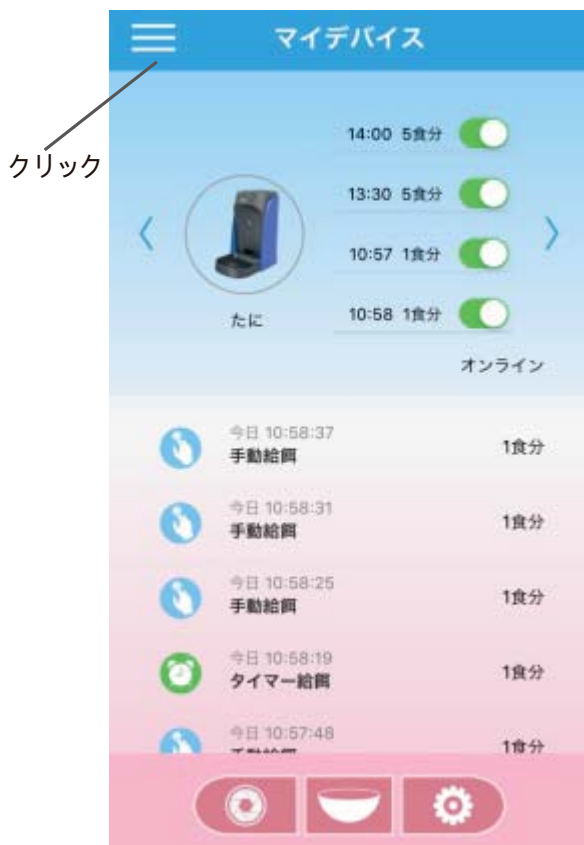 マイデバイス
クリック
14:00 5食分
13:30 5食分
10:57 1食分
10:58 1食分
たに
オンライン
今日 10:58:37
手動給餌
1食分
今日 10:58:31
手動給餌
1食分
今日 10:58:25
手動給餌
1食分
今日 10:58:19
タイマー給餌
1食分
今日 10:57:48
手動給餌
1食分